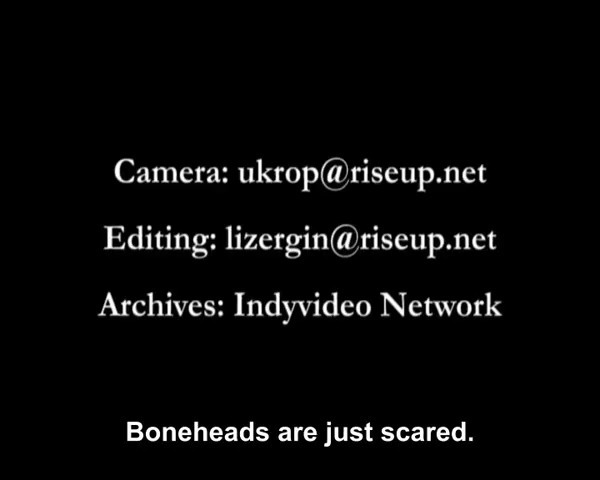 Camera: ukrop@riseup.net
Editing: lizergin@riseup.net
Archives: Indyvideo Network
Boneheads are just scared.